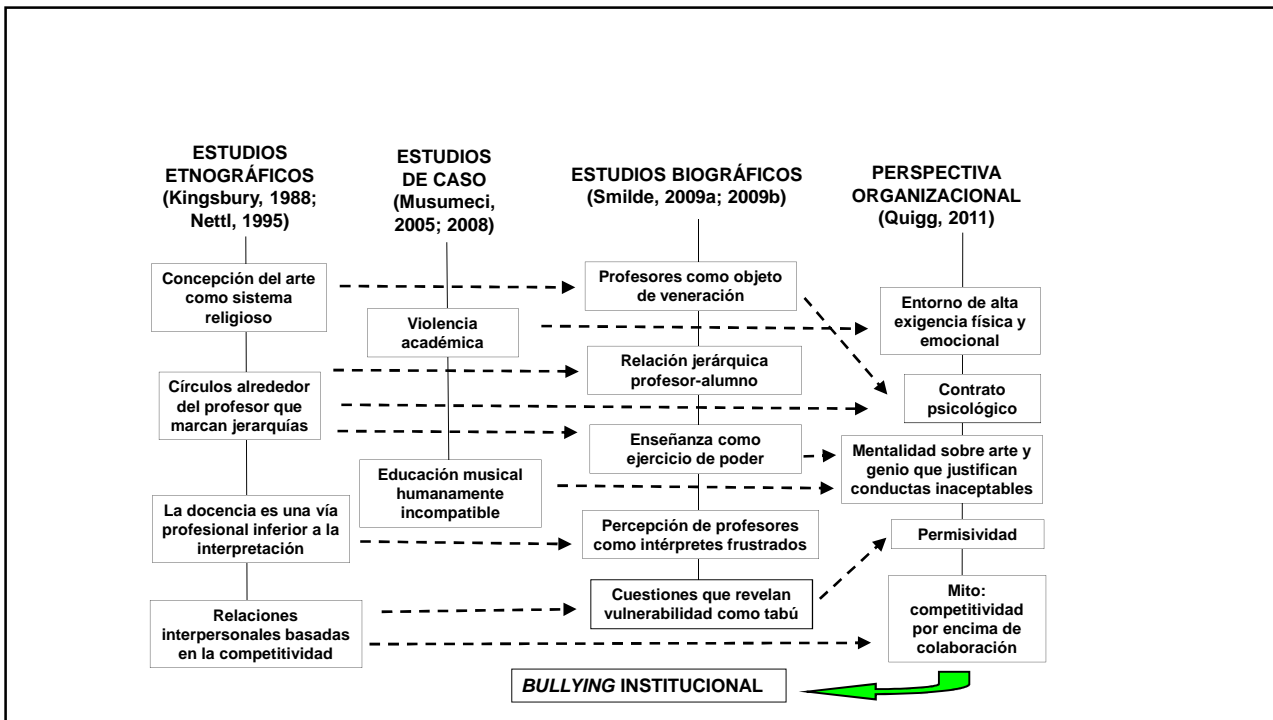 ESTUDIOS
ETNOGRÁFICOS
(Kingsbury, 1988;
Nettl, 1995)
Concepción del arte
como sistema
religioso
Círculos alrededor
del profesor que
marcan jerarquías
La docencia es una vía
profesional inferior a la
interpretación
Relaciones
interpersonales basadas
en la competitividad
ESTUDIOS
DE CASO
(Musumeci,
2005; 2008)
Violencia
académica
Educación musical
humanamente
incompatible
ESTUDIOS BIOGRÁFICOS
(Smilde, 2009a; 2009b)
Profesores como objeto
de veneración
Relación jerárquica
profesor-alumno
Enseñanza como
ejercicio de poder
Percepción de profesores
como intérpretes frustrados
Cuestiones que revelan
vulnerabilidad como tabú
PERSPECTIVA
ORGANIZACIONAL
(Quigg, 2011)
Entorno de alta
exigencia física y
emocional
Contrato
psicológico
Mentalidad sobre arte y
genio que justifican
conductas inaceptables
Permisividad
Mito:
competitividad
por encima de
colaboración
BULLYING INSTITUCIONAL